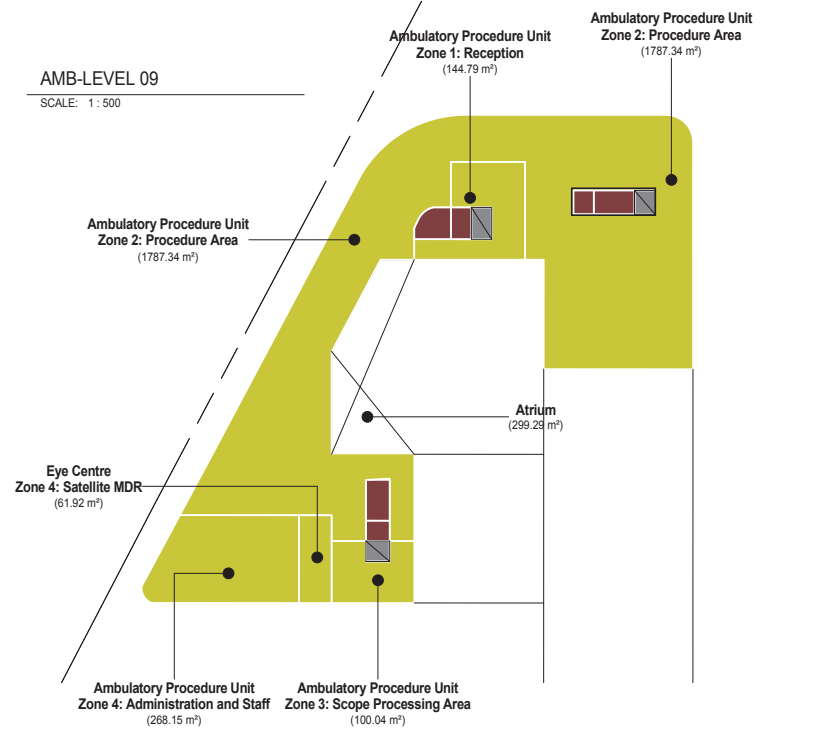 Ambulatory Procedure Unit
Zone 2: Procedure Area
(1787.34 m²)
Ambulatory Procedure Unit
Zone 1: Reception
(144.79 m²)
AMB-LEVEL 09
SCALE: 1 : 500
Ambulatory Procedure Unit
Zone 2: Procedure Area
(1787.34 m²)
Atrium
(299.29 m²)
Eye Centre
Zone 4: Satellite MDR
(61.92 m²)
Ambulatory Procedure Unit
Zone 4: Administration and Staff
(268.15 m²)
Ambulatory Procedure Unit
Zone 3: Scope Processing Area
(100.04 m²)